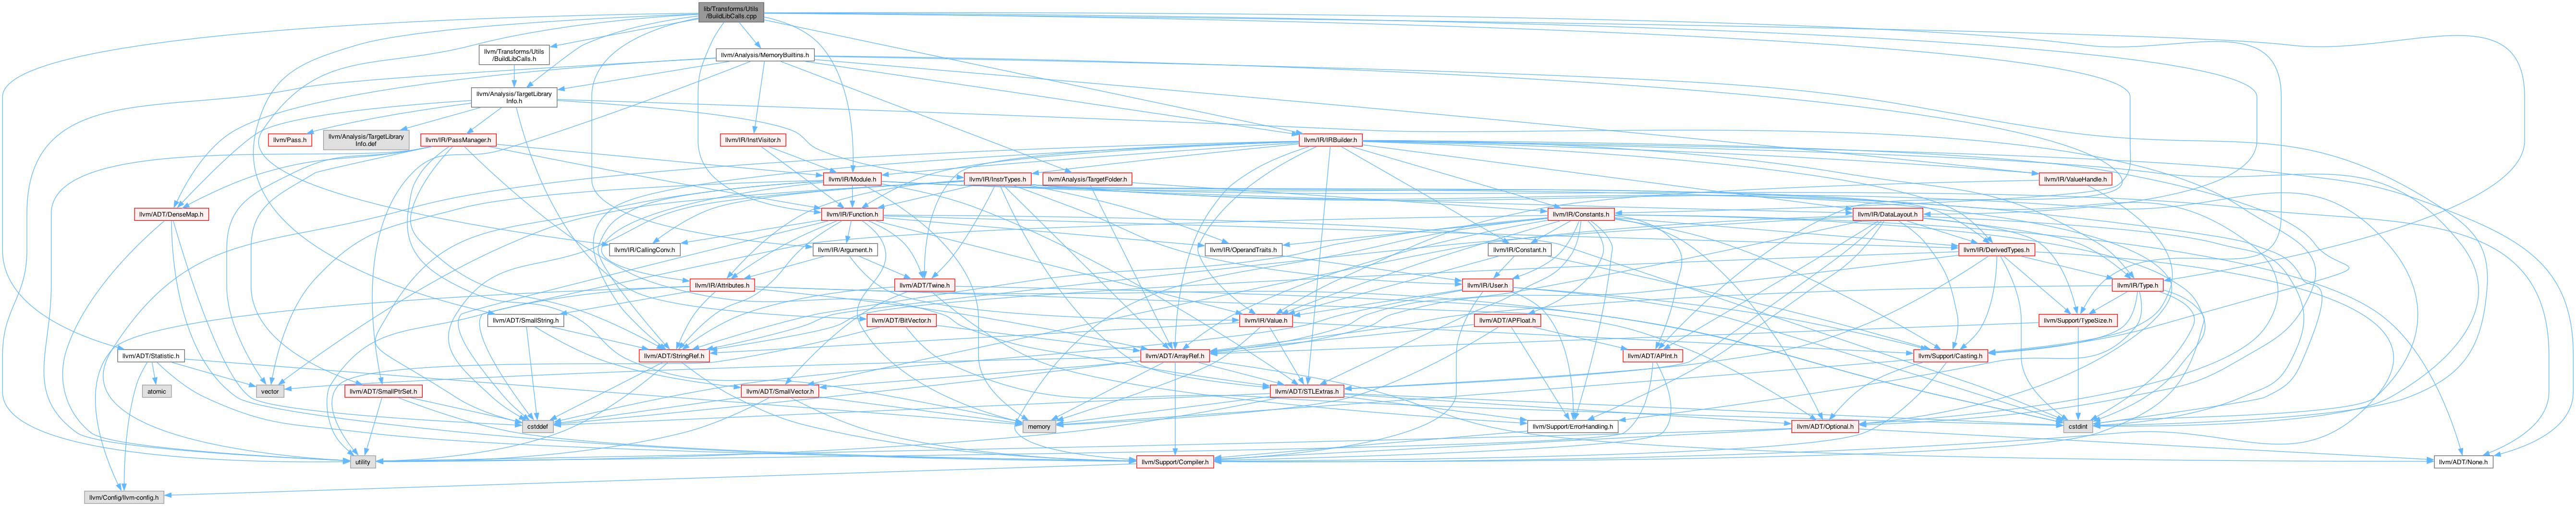 lib/Transforms/Utils
/BuildLibCalls.cpp
llvm/Transforms/Utils
/BuildLibCalls.h
llvm/Analysis/MemoryBuiltins.h
llvm/Analysis/TargetLibrary
Info.h
llvm/Pass.h
llvm/Analysis/TargetLibrary
Info.def
llvm/IR/PassManager.h
llvm/IR/InstVisitor.h
llvm/IR/IRBuilder.h
llvm/IR/Module.h
llvm/IR/InstrTypes.h
llvm/Analysis/TargetFolder.h
llvm/IR/ValueHandle.h
llvm/ADT/DenseMap.h
llvm/IR/Function.h
llvm/IR/Constants.h
llvm/IR/DataLayout.h
llvm/IR/CallingConv.h
llvm/IR/Argument.h
llvm/IR/OperandTraits.h
llvm/IR/Constant.h
llvm/IR/DerivedTypes.h
llvm/IR/Attributes.h
llvm/ADT/Twine.h
llvm/IR/User.h
llvm/IR/Type.h
llvm/ADT/SmallString.h
llvm/ADT/BitVector.h
llvm/IR/Value.h
llvm/ADT/APFloat.h
llvm/Support/TypeSize.h
llvm/ADT/Statistic.h
llvm/ADT/StringRef.h
llvm/ADT/ArrayRef.h
llvm/ADT/APInt.h
llvm/Support/Casting.h
atomic
vector
llvm/ADT/SmallPtrSet.h
llvm/ADT/SmallVector.h
llvm/ADT/STLExtras.h
cstddef
memory
llvm/Support/ErrorHandling.h
llvm/ADT/Optional.h
cstdint
utility
llvm/Support/Compiler.h
llvm/ADT/None.h
llvm/Config/llvm-config.h